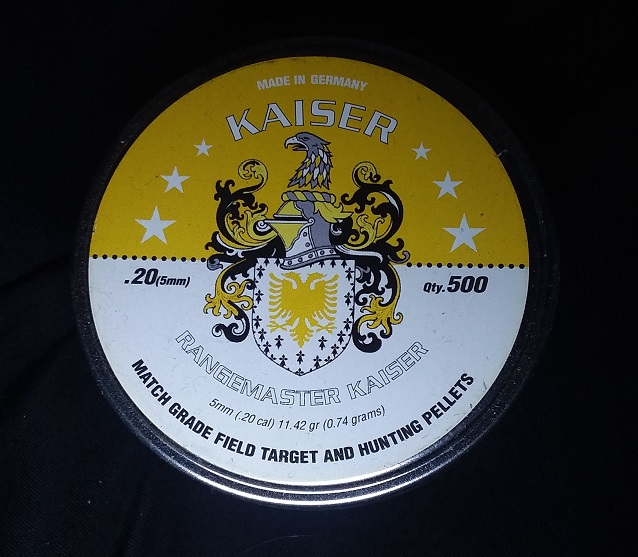 MADE IN GERMANY
KAISER
.20(5mm)
Qty.500
RANGEMASTER KAISER
5mm (.20 cal) 11.42 gr (0.74 grams)
MATCH GRADE FIELD TARGET AND HUNTING PELLETS